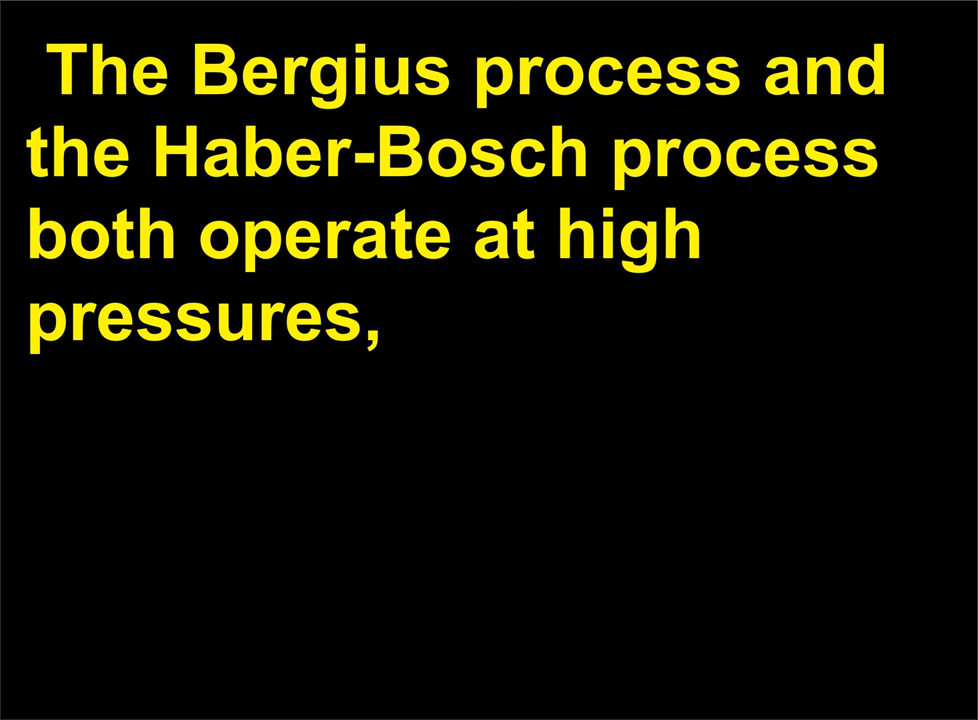 The Bergius process and
the Haber-Bosch process
both operate at high
pressures,